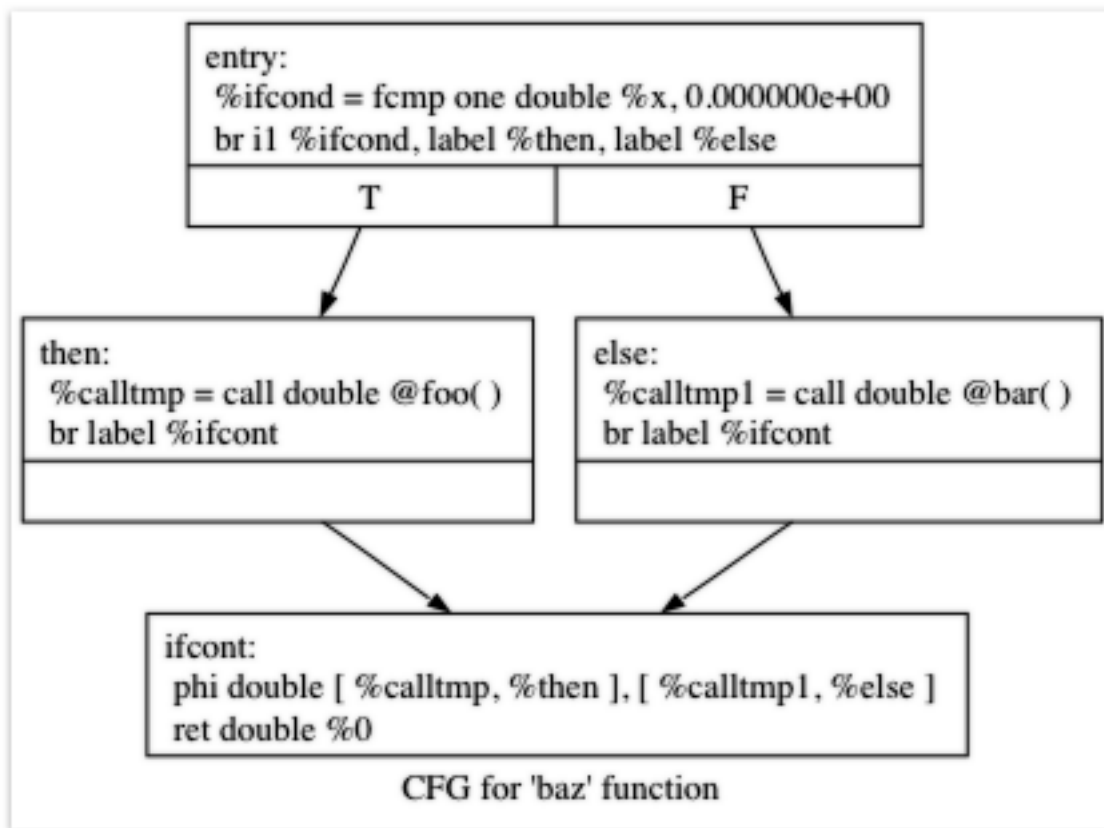 entry:
%ifcond = fcmp one double %x, 0.000000e+00
br i1 %ifcond, label %then, label %else
T
F
then:
%calltmp = call double @foo( )
br label %ifcont
else:
%calltmp1 = call double @bar( )
br label %ifcont
ifcont:
phi double [ %calltmp, %then ], [ %calltmp1, %else ]
ret double %0
CFG for 'baz' function